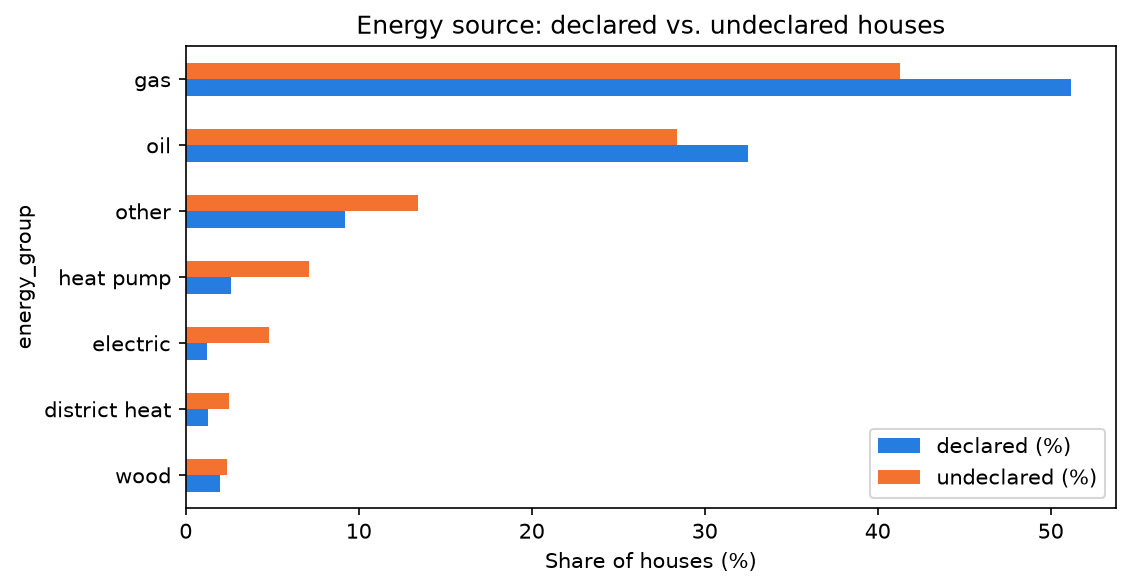 Energy source: declared vs. undeclared houses
energy_group
gas
oil
other
heat pump
electric
district heat
wood
declared (%)
undeclared (%)
0 10 20 30 40 50
Share of houses (%)